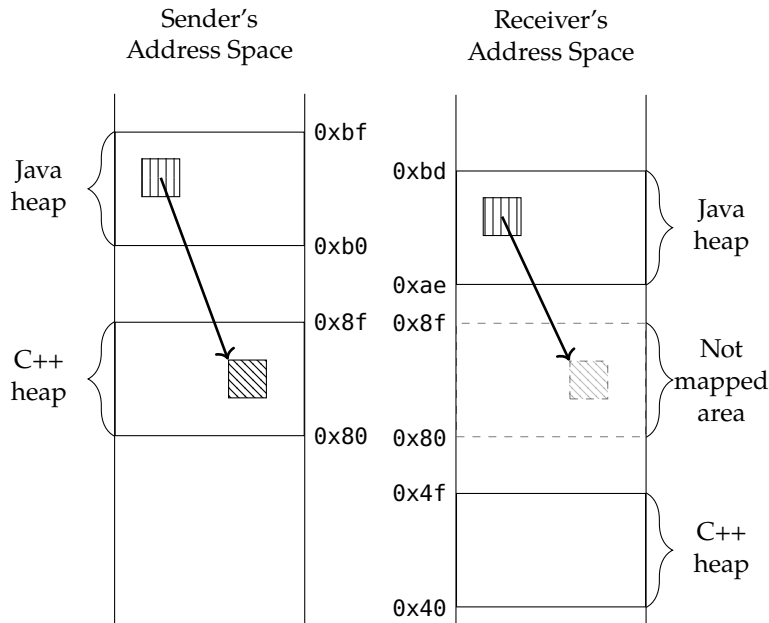 Sender's
Address Space
Java
heap
0xbf
0xb0
C++
heap
0x8f
0x80
Receiver's
Address Space
0xbd
0xae
Java
heap
0x8f
0x80
Not
mapped
area
0x4f
0x40
C++
heap